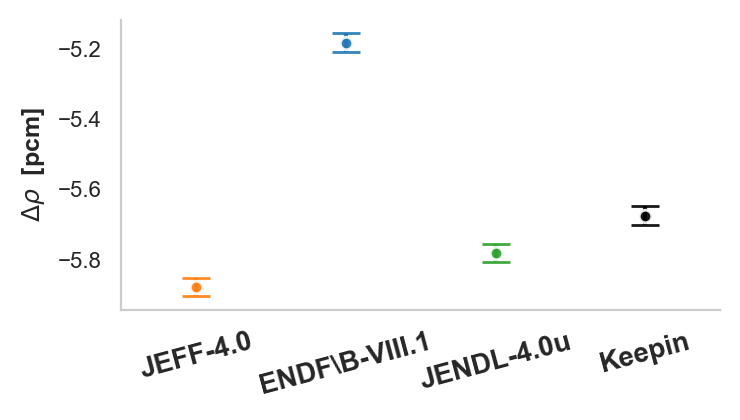 Δρ [pcm]
−5.2
−5.4
−5.6
−5.8
JEFF-4.0
ENDF\B-VIII.1
JENDL-4.0u
Keepin